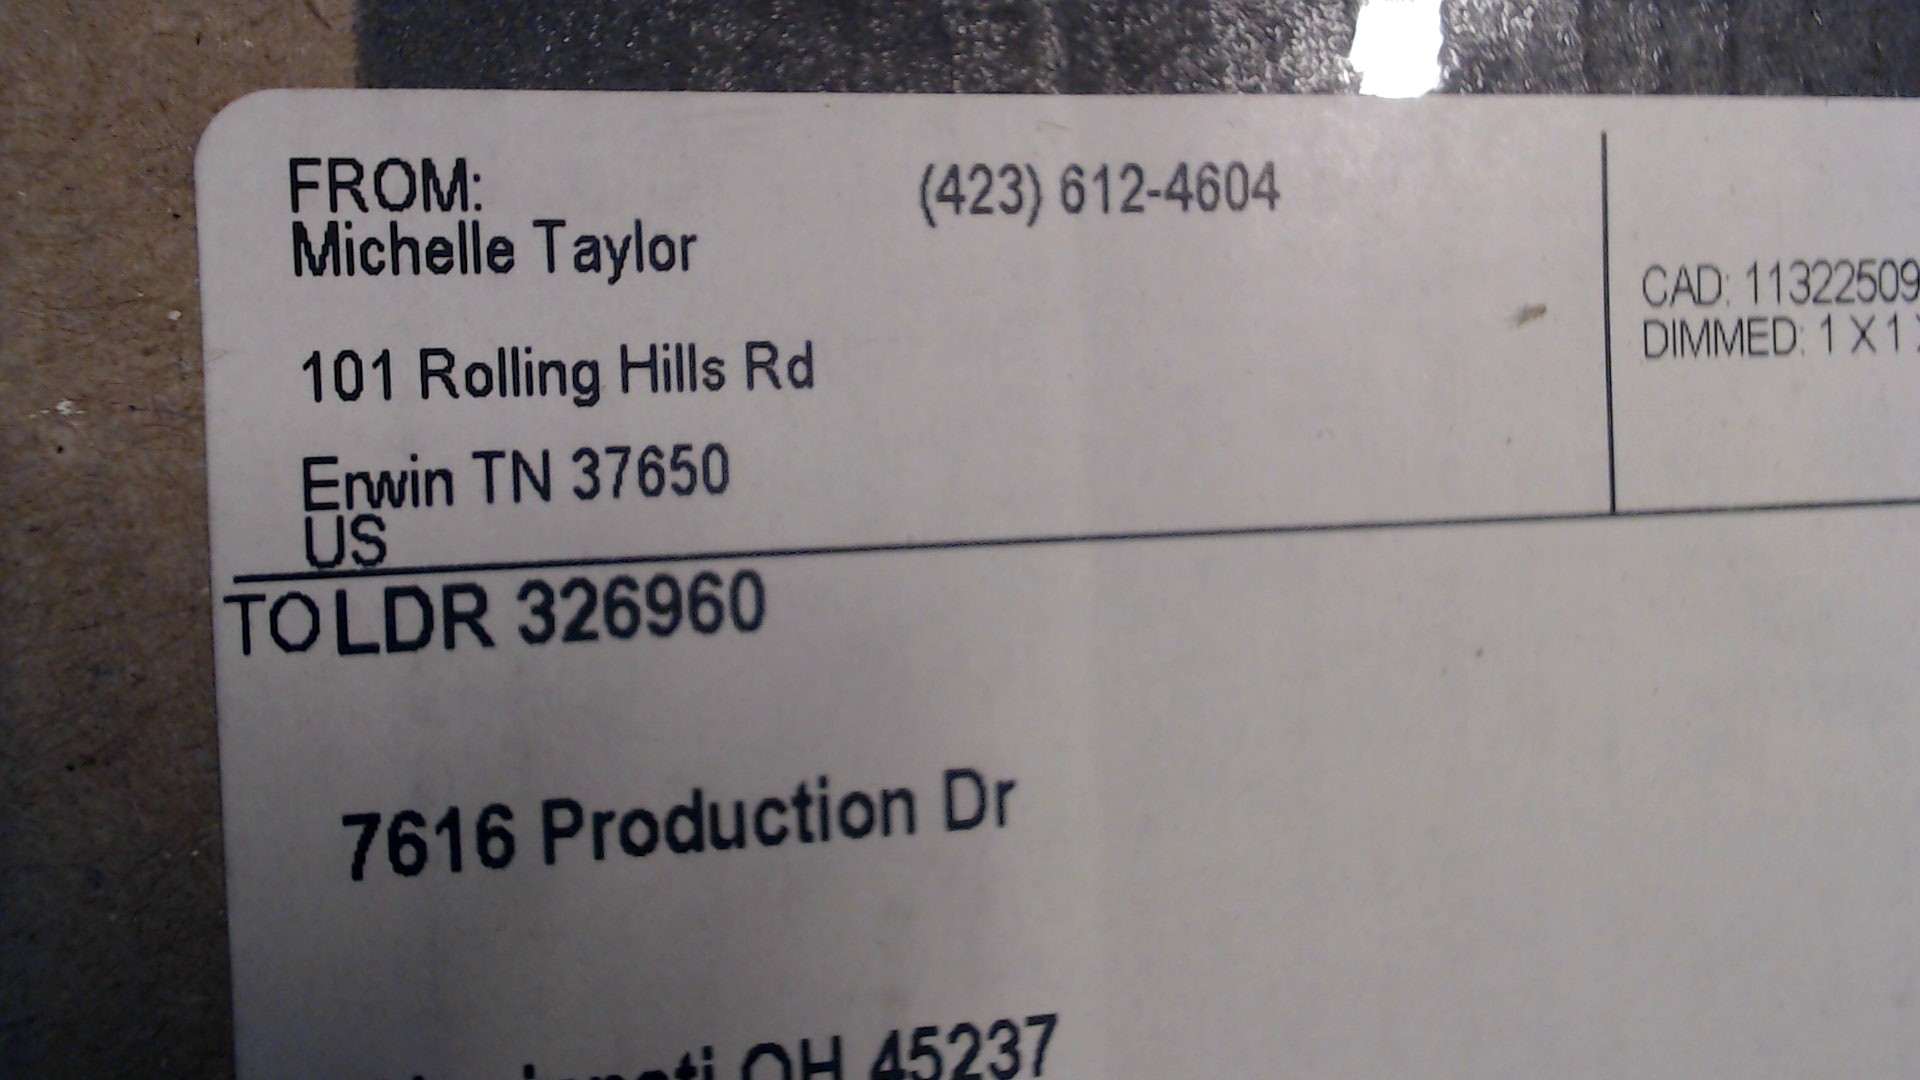 FROM:
(423) 612-4604
Michelle Taylor
101 Rolling Hills Rd
Erwin TN 37650
US
CAD: 11322509
DIMMED: 1 X 1
TO LDR 326960
7616 Production Dr
OH 45237